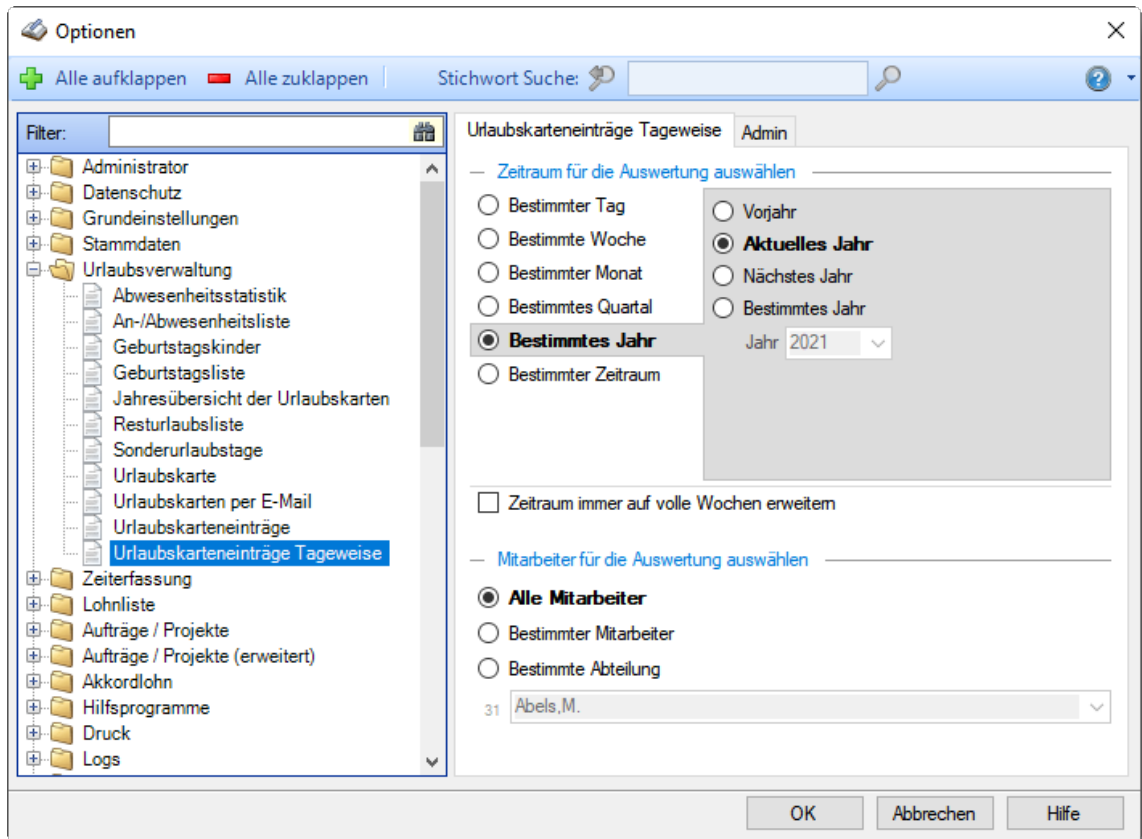 Optionen
Alle aufklappen Alle zuklappen Stichwort Suche:
Filter:
Administrator
Datenschutz
Grundeinstellungen
Stammdaten
Urlaubsverwaltung
Abwesenheitsstatistik
An-/Abwesenheitsliste
Geburtstagskinder
Geburtstagsliste
Jahresübersicht der Urlaubskarten
Resturlaubsliste
Sonderurlaubstage
Urlaubskarte
Urlaubskarten per E-Mail
Urlaubskarteneinträge
Urlaubskarteneinträge Tageweise
Zeiterfassung
Lohnliste
Aufträge / Projekte
Aufträge / Projekte (erweitert)
Akkordlohn
Hilfsprogramme
Druck
Logs
Urlaubskarteneinträge Tageweise Admin
Zeitraum für die Auswertung auswählen
Bestimmter Tag
Bestimmte Woche
Bestimmter Monat
Bestimmtes Quartal
Bestimmtes Jahr
Bestimmter Zeitraum
Vorjahr
Aktuelles Jahr
Nächstes Jahr
Bestimmtes Jahr
Jahr 2021
Zeitraum immer auf volle Wochen erweitern
Mitarbeiter für die Auswertung auswählen
Alle Mitarbeiter
Bestimmter Mitarbeiter
Bestimmte Abteilung
31 Abels,M.
OK Abbrechen Hilfe